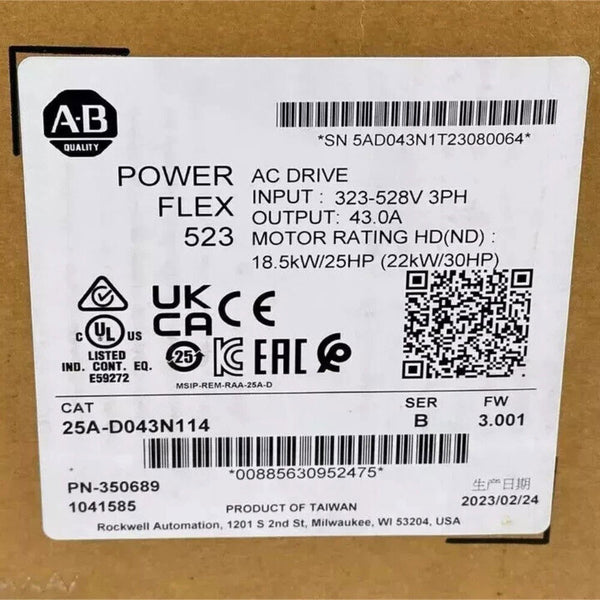 A-B
QUALITY
*SN 5AD043N1T23080064*
POWER
FLEX
523
AC DRIVE
INPUT : 323-528V 3PH
OUTPUT: 43.0A
MOTOR RATING HD(ND) :
18.5kW/25HP (22kW/30HP)
C UL US
LISTED
IND. CONT. EQ.
E59272
UK
CA
CE
25
EAC
MSIP-REM-RAA-25A-D
CAT
25A-D043N114
SER
B
FW
3.001
*00885630952475*
PN-350689
1041585
生产日期
2023/02/24
PRODUCT OF TAIWAN
Rockwell Automation, 1201 S 2nd St, Milwaukee, WI 53204, USA